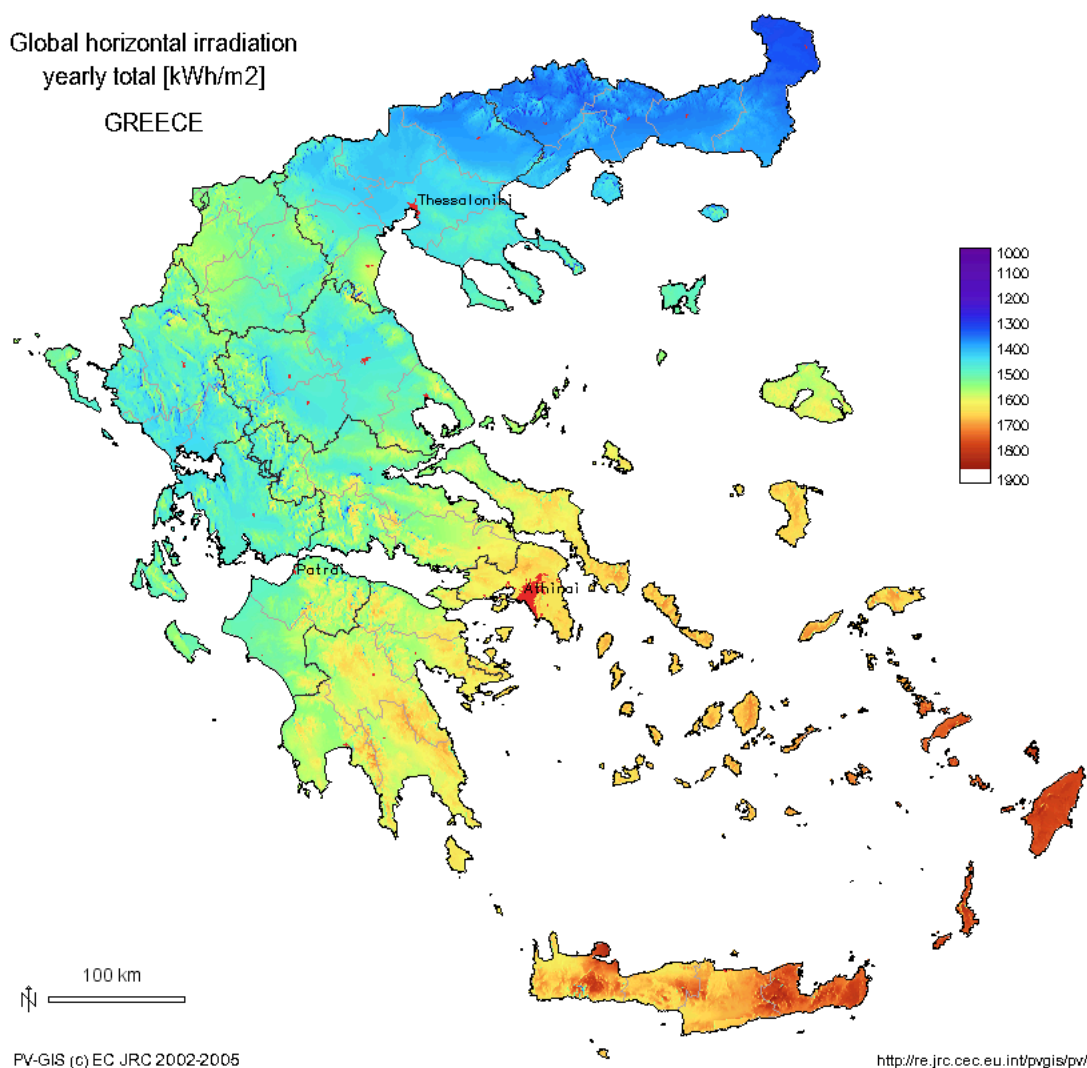 Global horizontal irradiation
yearly total [kWh/m2]
GREECE
Thessaloniki
1000
1100
1200
1300
1400
1500
1600
1700
1800
1900
Patrai
Athinai
100 km
N
PV-GIS (c) EC JRC 2002-2005
http://re.jrc.cec.eu.int/pvgis/pv/